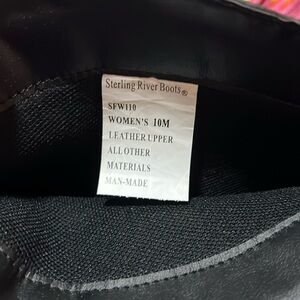 Sterling River Boots®
SFW110
WOMEN'S 10M
LEATHER UPPER
ALL OTHER
MATERIALS
MAN-MADE